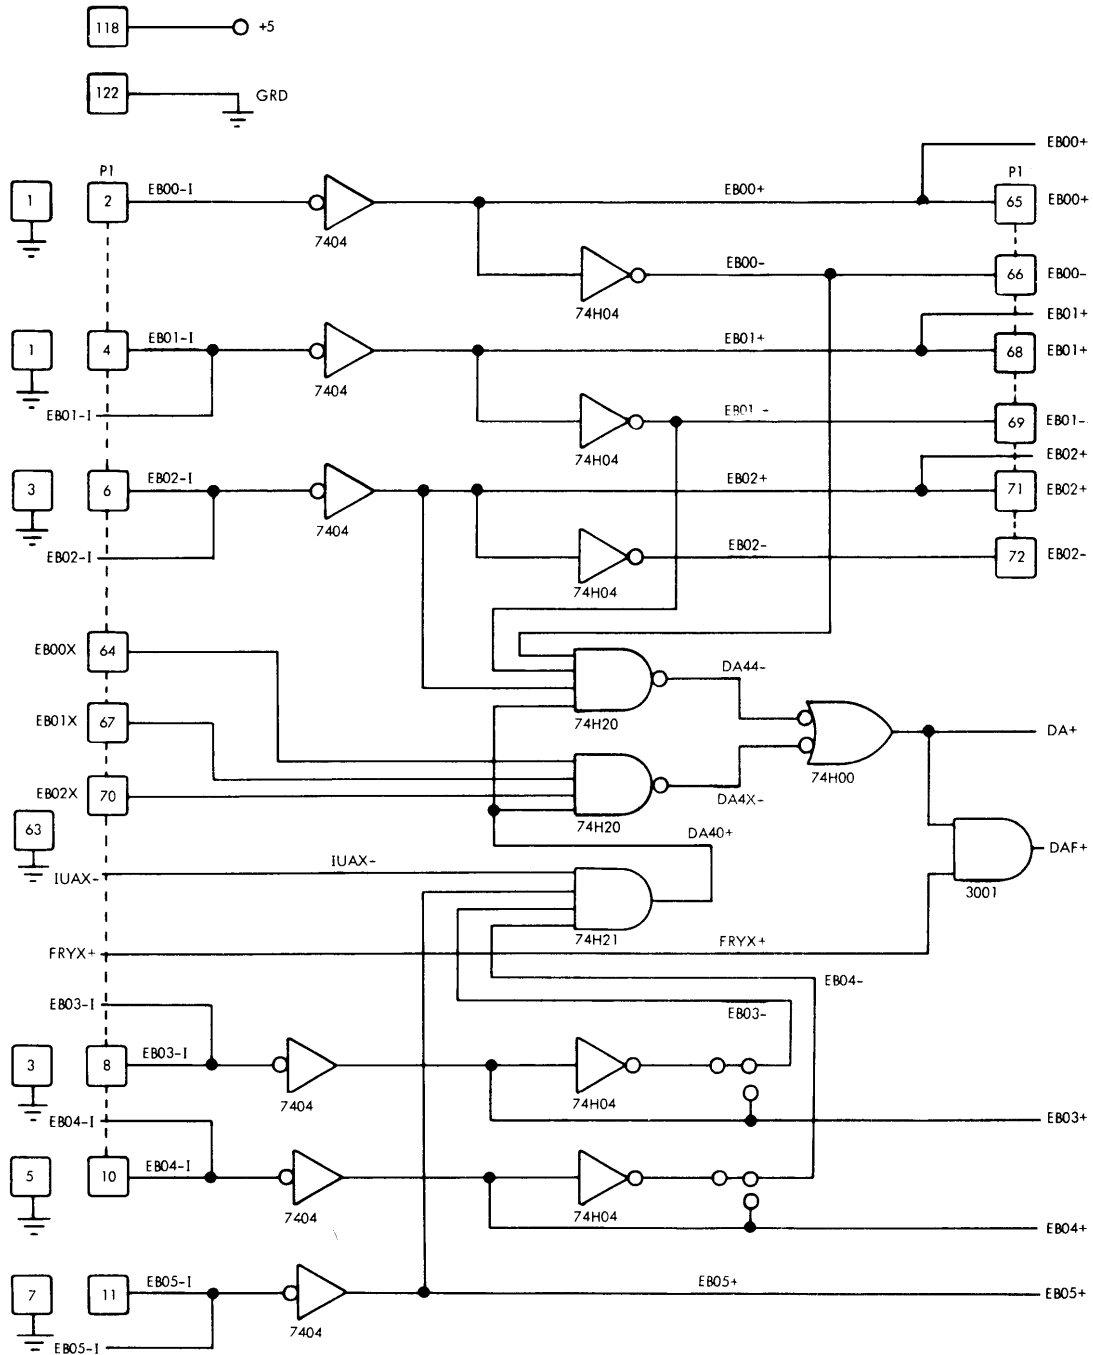 118 +5
122 GRD
EB00+
P1 P1
1 2 EB00-I EB00+ 65 EB00+
7404
EB00- 66 EB00-
74H04
EB01+
1 4 EB01-I EB01+ 68 EB01+
7404
EB01-I
EB01 - 69 EB01-
74H04
EB02+
3 6 EB02-I EB02+ 71 EB02+
7404
EB02-I
EB02- 72 EB02-
74H04
EB00X 64
DA44-
EB01X 67
74H20
DA+
74H00
EB02X 70
DA4X-
63
74H20
DA40+
DAF+
IUAX-
IUAX-
3001
74H21
FRYX+ FRYX+
EB04-
EB03-I
EB03-
3 8 EB03-I
7404 74H04
EB04-I EB03+
5 10 EB04-I
7404 74H04
EB04+
7 11 EB05-I EB05+ EB05+
7404
EB05-I